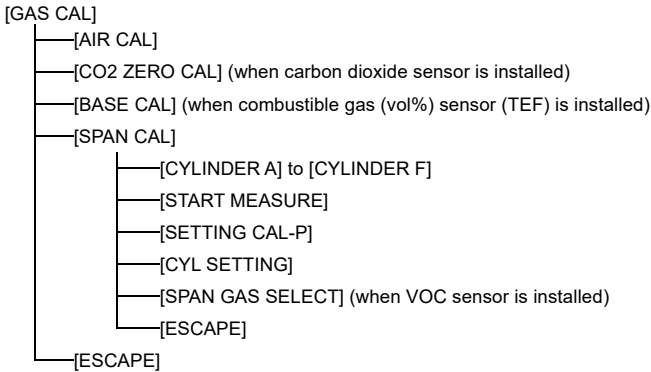 [GAS CAL]
[AIR CAL]
[CO2 ZERO CAL] (when carbon dioxide sensor is installed)
[BASE CAL] (when combustible gas (vol%) sensor (TEF) is installed)
[SPAN CAL]
[CYLINDER A] to [CYLINDER F]
[START MEASURE]
[SETTING CAL-P]
[CYL SETTING]
[SPAN GAS SELECT] (when VOC sensor is installed)
[ESCAPE]
[ESCAPE]